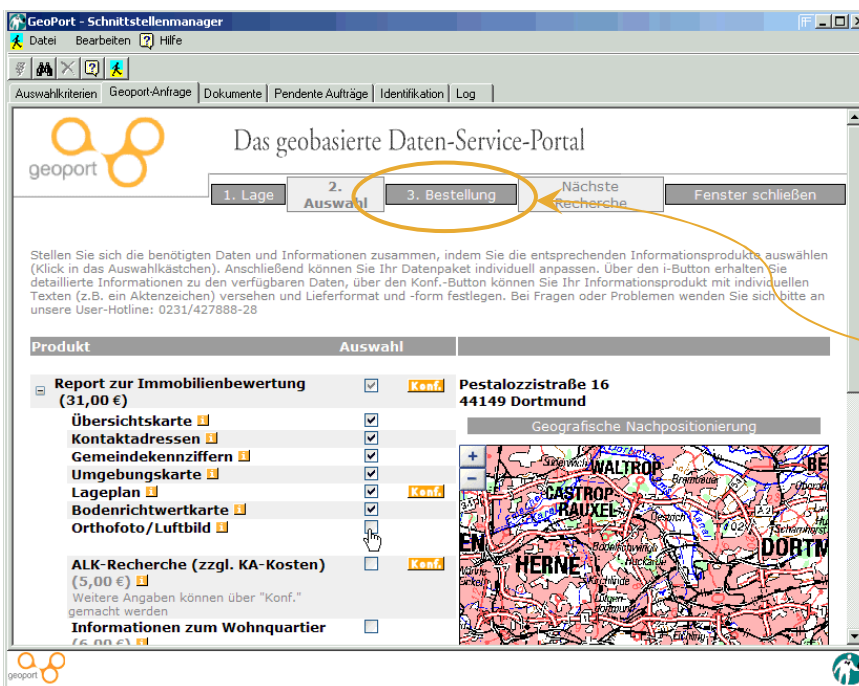 GeoPort - Schnittstellenmanager
Datei Bearbeiten Hilfe
Auswahlkriterien Geoport-Anfrage Dokumente Pendente Aufträge Identifikation Log
geoport
Das geobasierte Daten-Service-Portal
1. Lage 2. Auswahl 3. Bestellung Nächste Recherche Fenster schließen
Stellen Sie sich die benötigten Daten und Informationen zusammen, indem Sie die entsprechenden Informationsprodukte auswählen
(Klick in das Auswahlkästchen). Anschließend können Sie Ihr Datenpaket individuell anpassen. Über den i-Button erhalten Sie
detaillierte Informationen zu den verfügbaren Daten, über den Konf.-Button können Sie Ihr Informationsprodukt mit individuellen
Texten (z.B. ein Aktenzeichen) versehen und Lieferformat und -form festlegen. Bei Fragen oder Problemen wenden Sie sich bitte an
unsere User-Hotline: 0231/427888-28
Produkt Auswahl
Report zur Immobilienbewertung Konf.
(31,00 €)
Übersichtskarte
Kontaktadressen
Gemeindekennziffern
Umgebungskarte
Lageplan Konf.
Bodenrichtwertkarte
Orthofoto/Luftbild
ALK-Recherche (zzgl. KA-Kosten) Konf.
(5,00 €)
Weitere Angaben können über "Konf."
gemacht werden
Informationen zum Wohnquartier
(6,00 €)
Pestalozzistraße 16
44149 Dortmund
Geografische Nachpositionierung
+
−
WALTROP
CASTROP-
RAUXEL
HERNE
DORTM
geoport